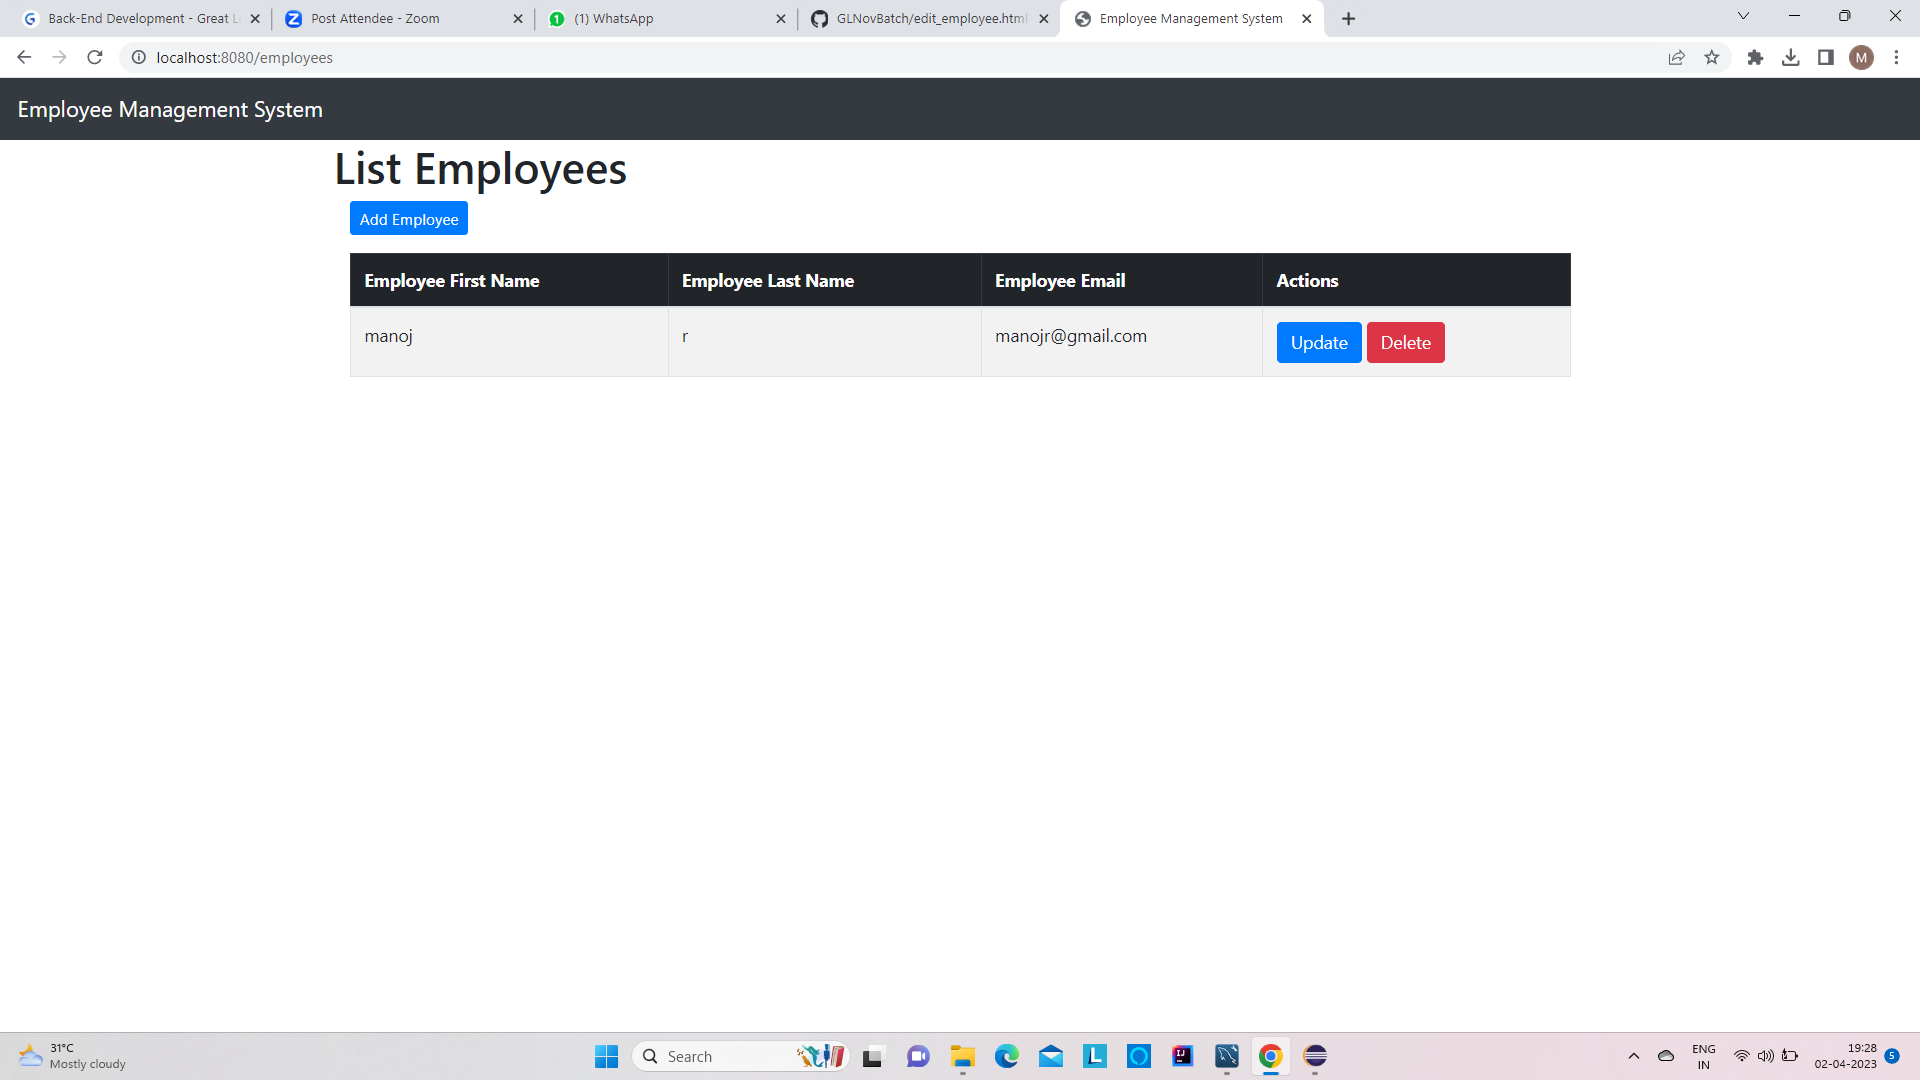 Back-End Development - Great L
Post Attendee - Zoom
1 (1) WhatsApp
GLNovBatch/edit_employee.html
Employee Management System
localhost:8080/employees
M
Employee Management System
List Employees
Add Employee
Employee First Name Employee Last Name Employee Email Actions
manoj r manojr@gmail.com Update Delete
31°C
Mostly cloudy
Search
ENG
IN
19:28
02-04-2023
5